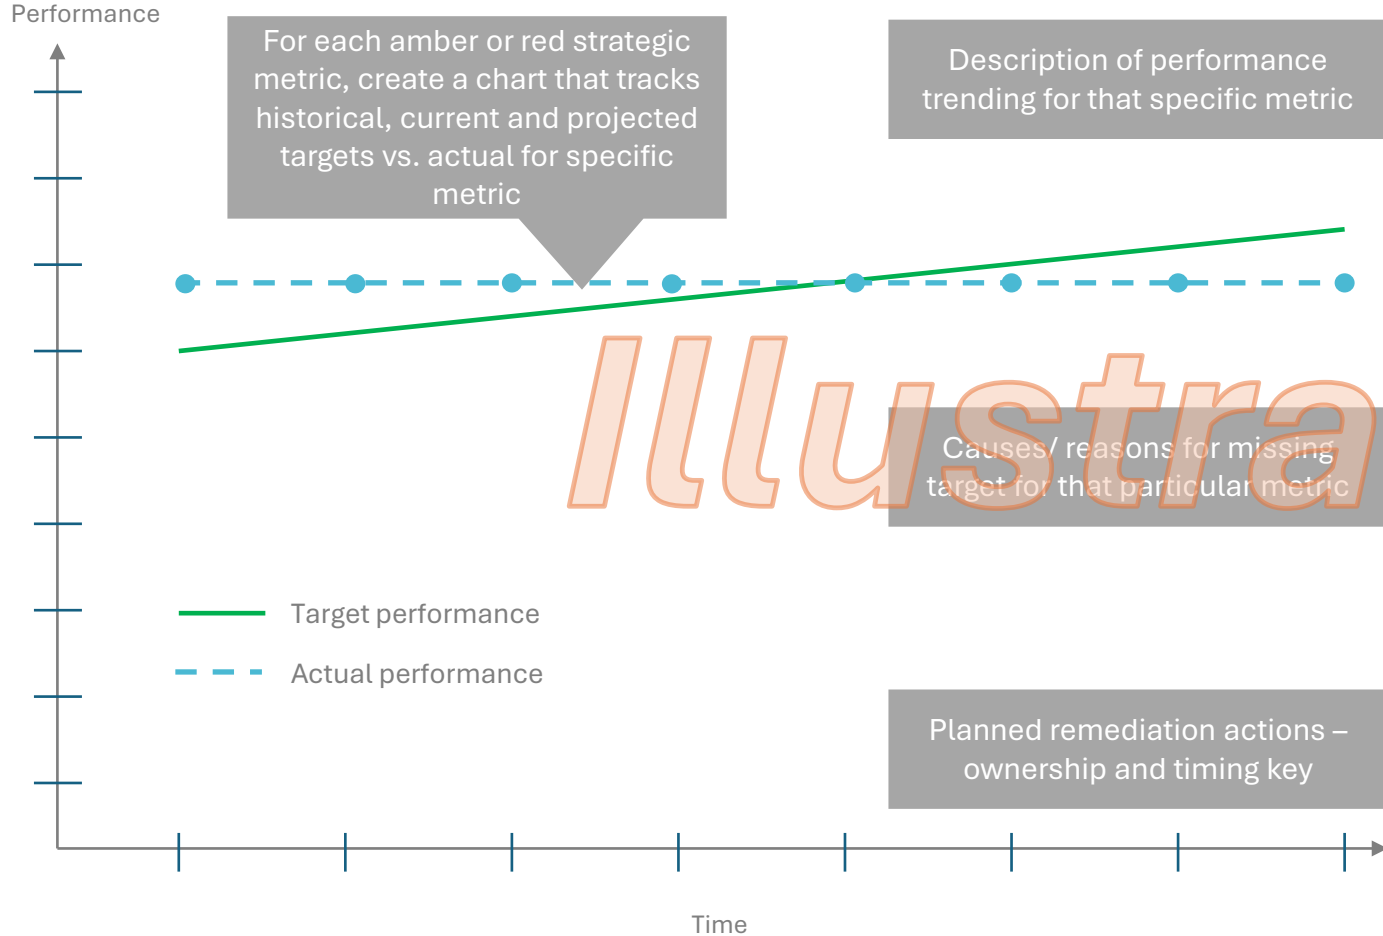 Performance
For each amber or red strategic
metric, create a chart that tracks
historical, current and projected
targets vs. actual for specific
metric
Description of performance
trending for that specific metric
Illustra
Causes/ reasons for missing
target for that particular metric
Target performance
Actual performance
Planned remediation actions –
ownership and timing key
Time